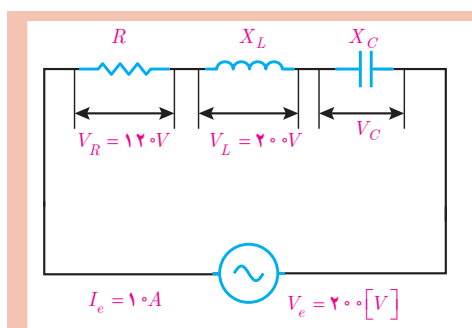 R X_L X_C
V_R = ۱۲۰V V_L = ۲۰۰V V_C
I_e = ۱۰A V_e = ۲۰۰[V]